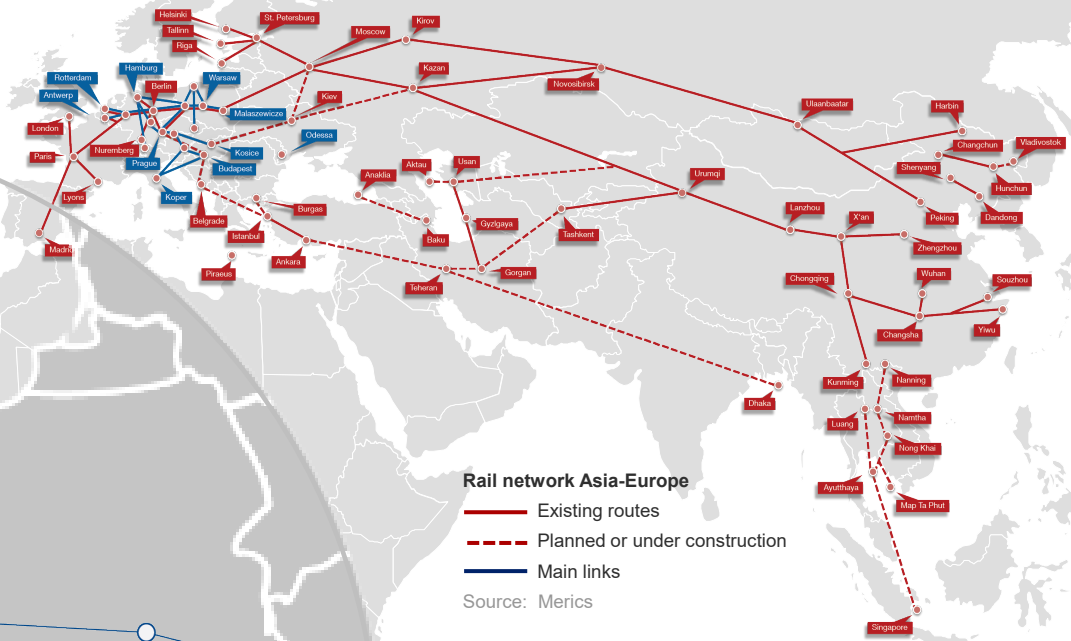 Helsinki
St. Petersburg
Tallinn
Riga
Moscow
Kirov
Hamburg
Rotterdam
Berlin
Warsaw
Antwerp
Kazan
Novosibirsk
Kiev
Malaszewicze
London
Ulaanbaatar
Harbin
Changchun
Vladivostok
Odessa
Paris
Nuremberg
Prague
Kosice
Budapest
Shenyang
Hunchun
Aktau
Usan
Anaklia
Urumqi
Lyons
Koper
Burgas
Belgrade
Istanbul
Gyzlgaya
Baku
Tashkent
Lanzhou
X'an
Peking
Dandong
Zhengzhou
Madrid
Piraeus
Ankara
Teheran
Gorgan
Chongqing
Wuhan
Souzhou
Changsha
Yiwu
Kunming
Nanning
Dhaka
Luang
Namtha
Nong Khai
Ayutthaya
Map Ta Phut
Singapore
Rail network Asia-Europe
Existing routes
Planned or under construction
Main links
Source: Merics